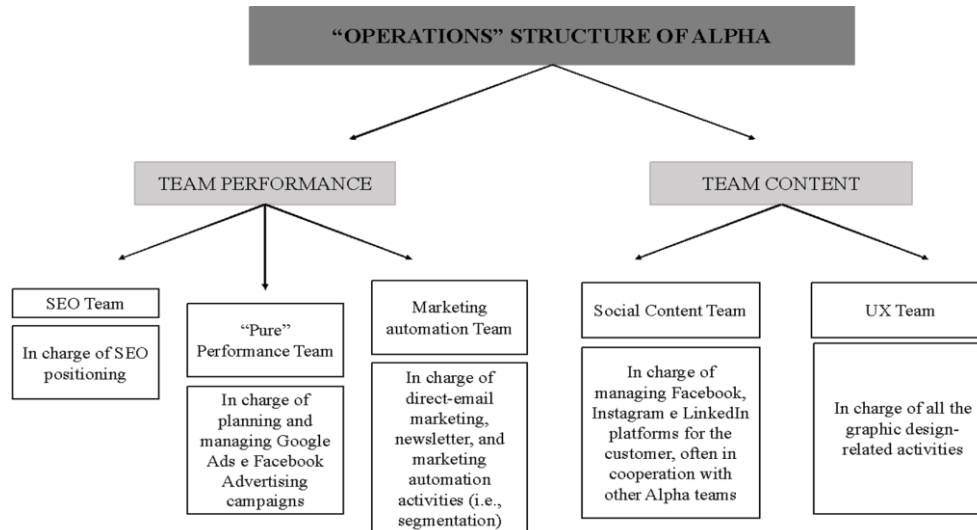 “OPERATIONS” STRUCTURE OF ALPHA
TEAM PERFORMANCE
TEAM CONTENT
SEO Team
In charge of SEO
positioning
“Pure”
Performance Team
In charge of
planning and
managing Google
Ads e Facebook
Advertising
campaigns
Marketing
automation Team
In charge of
direct-email
marketing,
newsletter, and
marketing
automation
activities (i.e.,
segmentation)
Social Content Team
In charge of
managing Facebook,
Instagram e LinkedIn
platforms for the
customer, often in
cooperation with
other Alpha teams
UX Team
In charge of all the
graphic design-
related activities